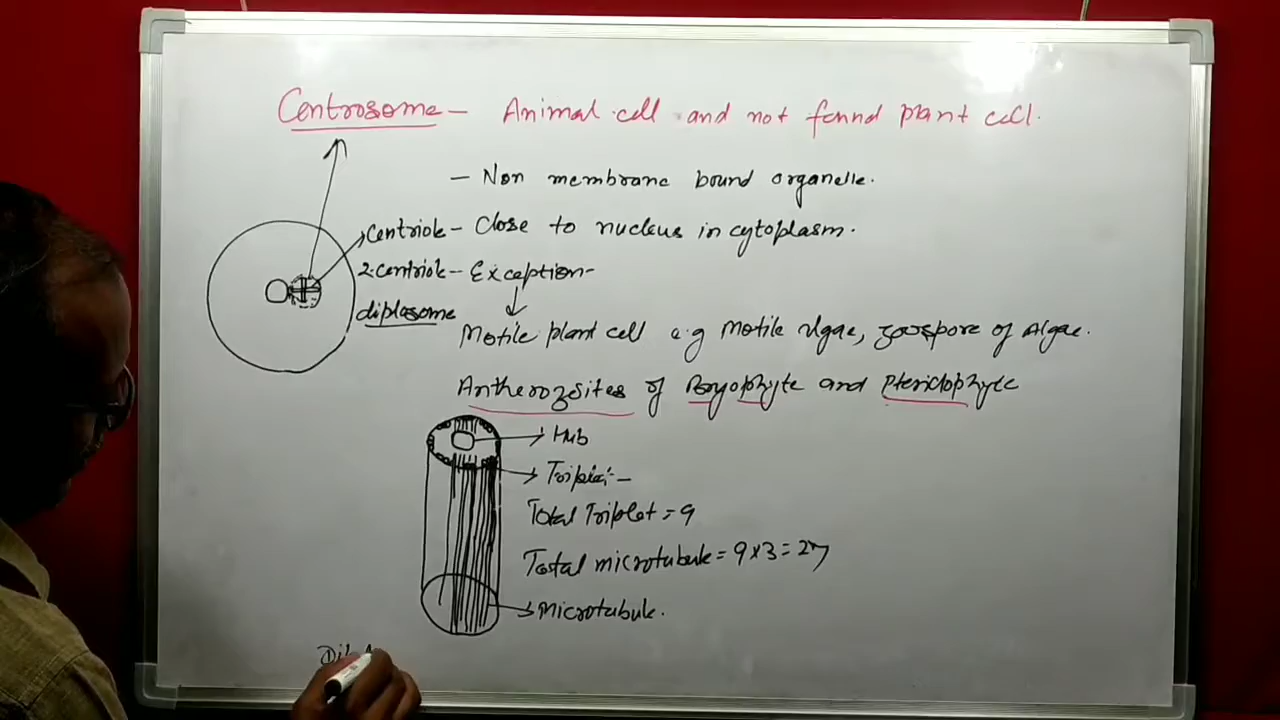 Centrosome - Animal cell and not found plant cell.
- Non membrane bound organelle.
Centriole - Close to nucleus in cytoplasm.
2. centriole - Exception -
diplosome
Motile plant cell e.g Motile Algae, zoospore of Algae.
Antherozoites of Bryophyte and Pteridophyte
Hub
Triplet -
Total Triplet = 9
Total microtubule = 9 x 3 = 27
Microtubule.